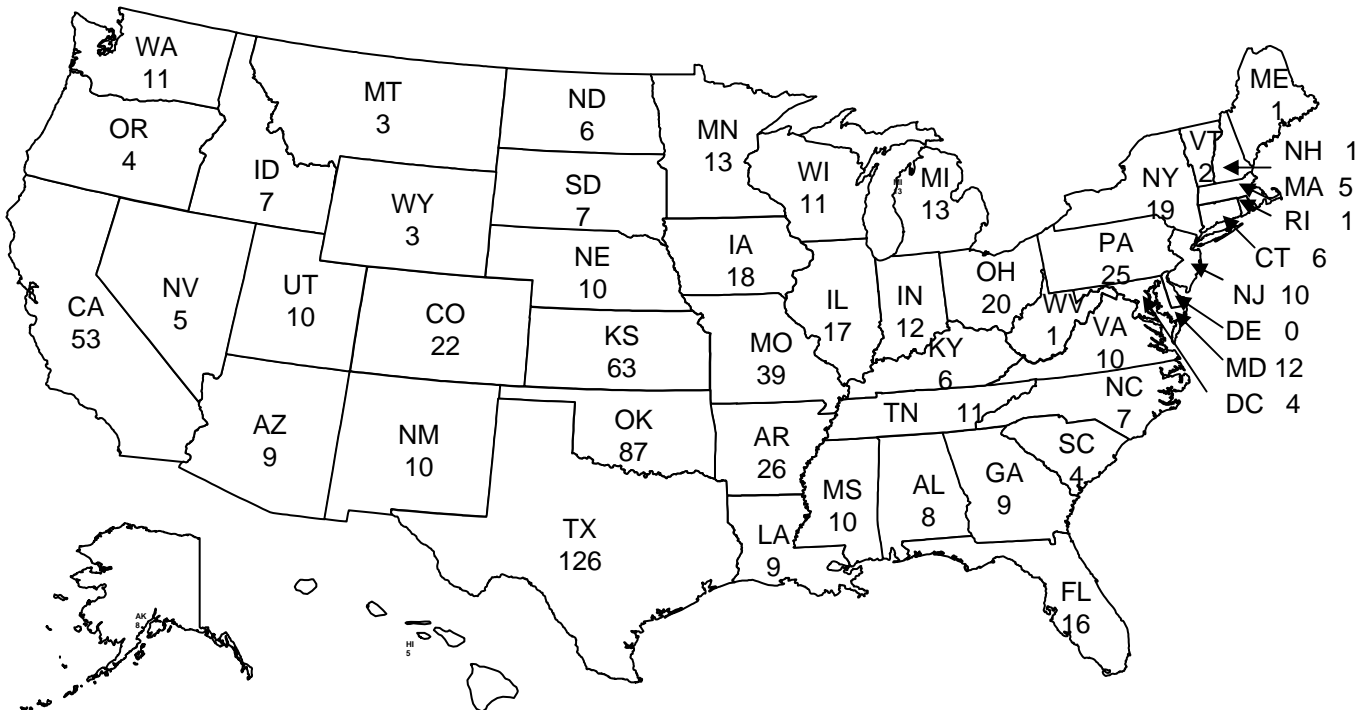 WA
11
OR
4
CA
53
NV
5
ID
7
MT
3
WY
3
UT
10
AZ
9
CO
22
NM
10
ND
6
SD
7
NE
10
KS
63
OK
87
TX
126
MN
13
IA
18
MO
39
AR
26
LA
9
WI
11
IL
17
MI
13
IN
12
OH
20
KY
6
TN 11
MS
10
AL
8
GA
9
FL
16
SC
4
NC
7
VA
10
WV
1
PA
25
NY
19
VT
2
ME
1
NH 1
MA 5
RI 1
CT 6
NJ 10
DE 0
MD 12
DC 4
AK
8
HI
5